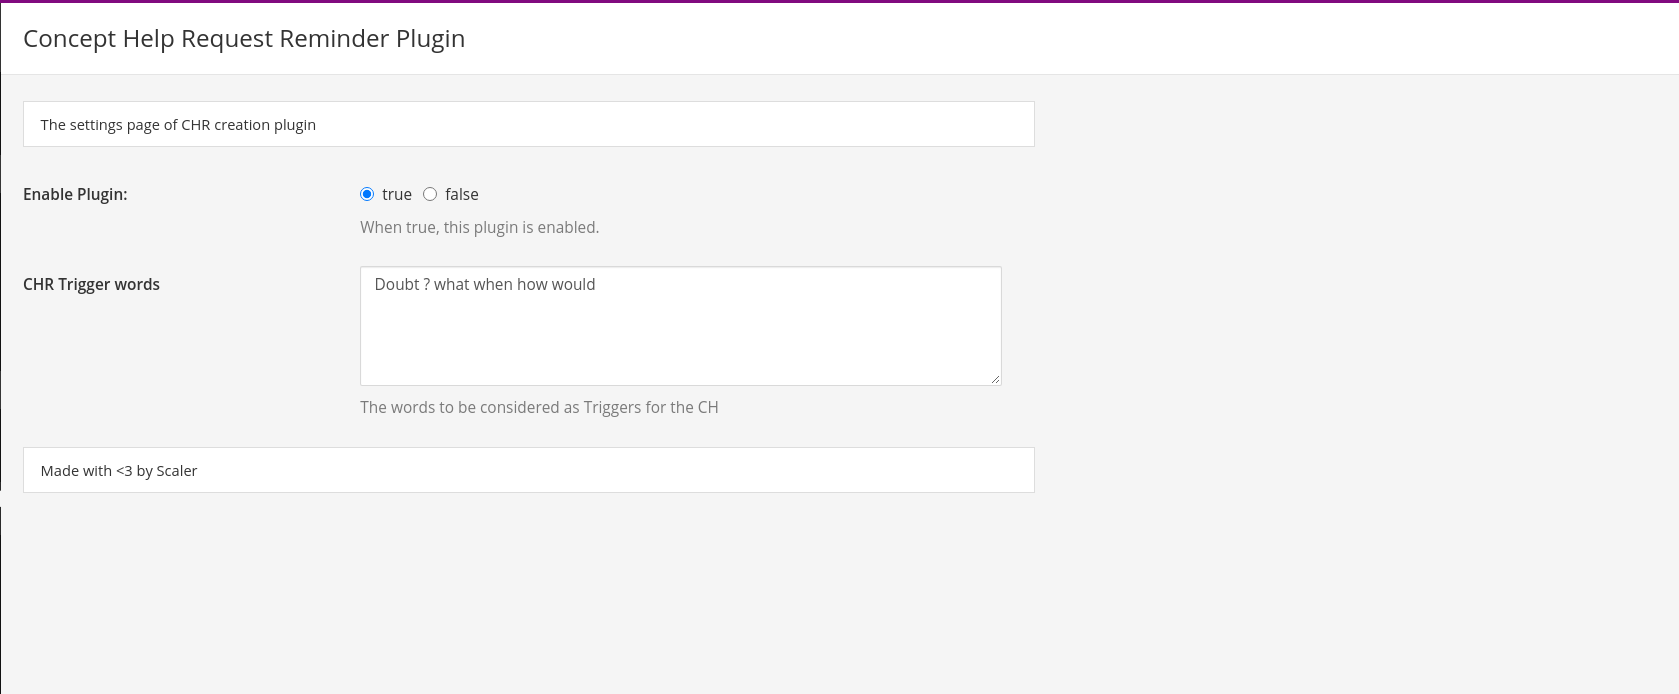 Concept Help Request Reminder Plugin
The settings page of CHR creation plugin
Enable Plugin:
true false
When true, this plugin is enabled.
CHR Trigger words
Doubt ? what when how would
The words to be considered as Triggers for the CH
Made with <3 by Scaler